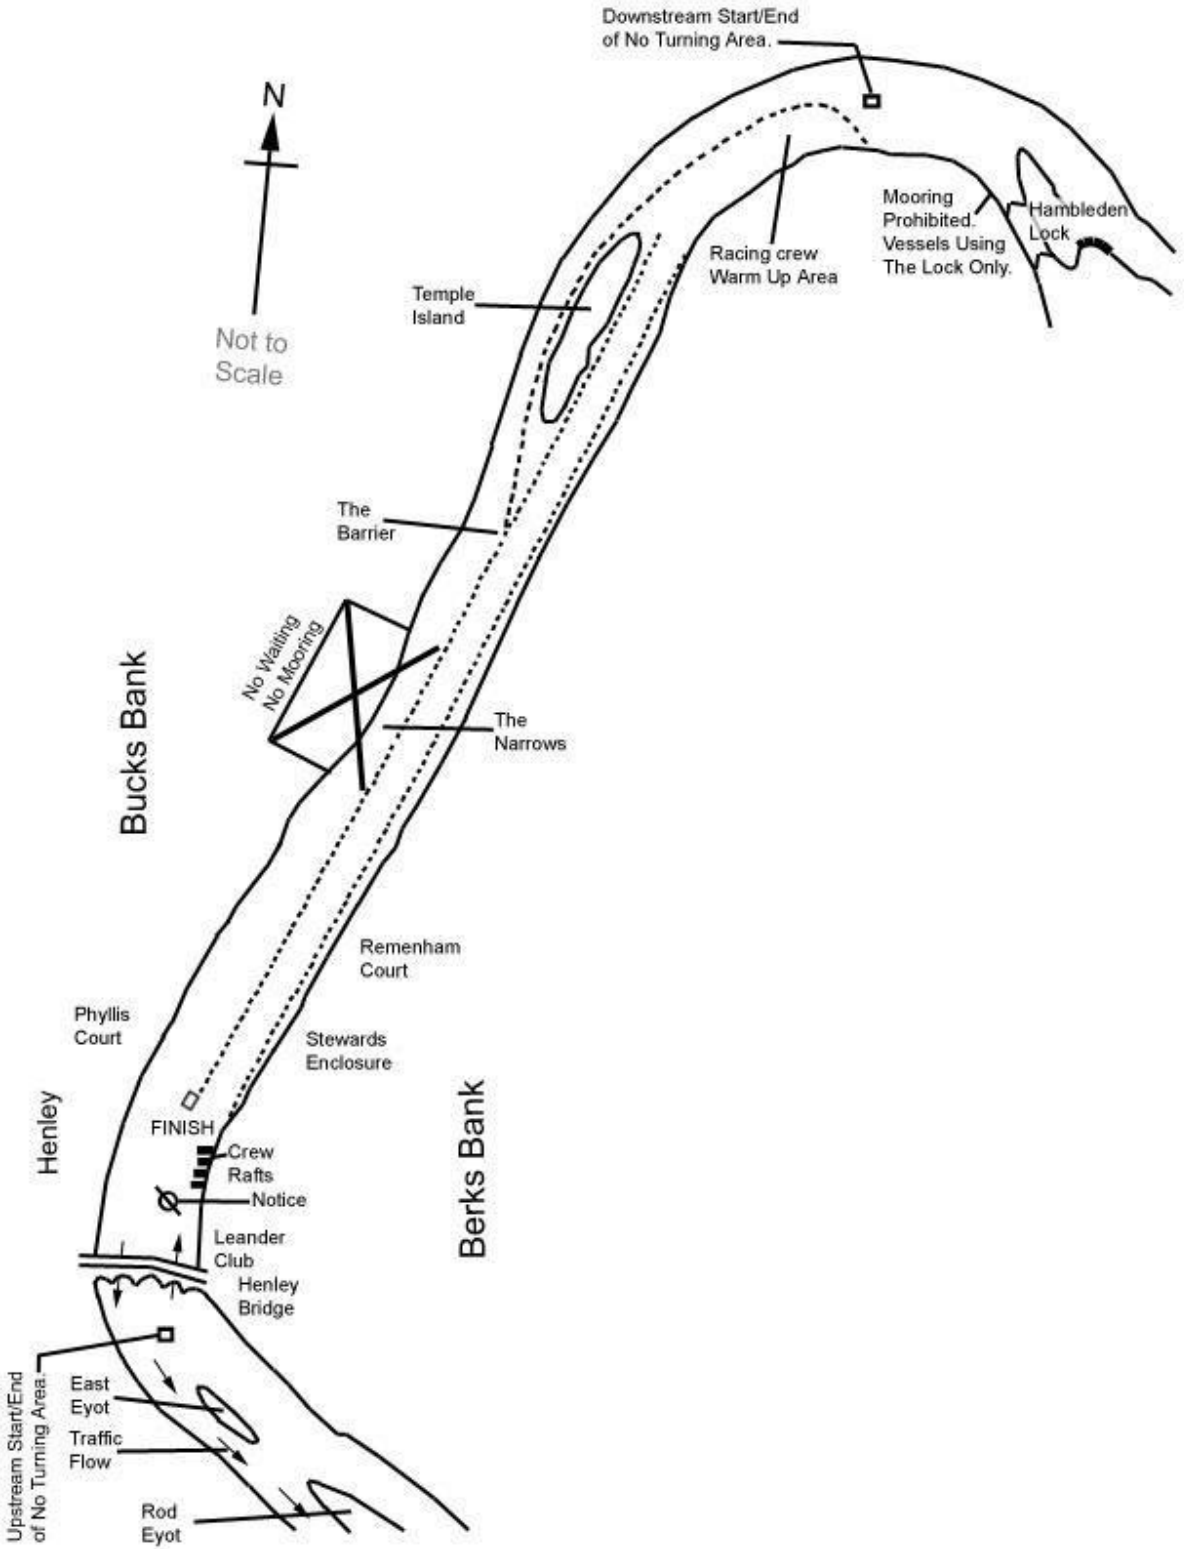 Downstream Start/End
of No Turning Area.
N
Not to
Scale
Mooring
Prohibited.
Vessels Using
The Lock Only.
Hambleden
Lock
Racing crew
Warm Up Area
Temple
Island
The
Barrier
No Waiting
No Mooring
Bucks Bank
The
Narrows
Remenham
Court
Phyllis
Court
Stewards
Enclosure
Henley
Berks Bank
FINISH
Crew
Rafts
Notice
Leander
Club
Henley
Bridge
Upstream Start/End
of No Turning Area.
East
Eyot
Traffic
Flow
Rod
Eyot